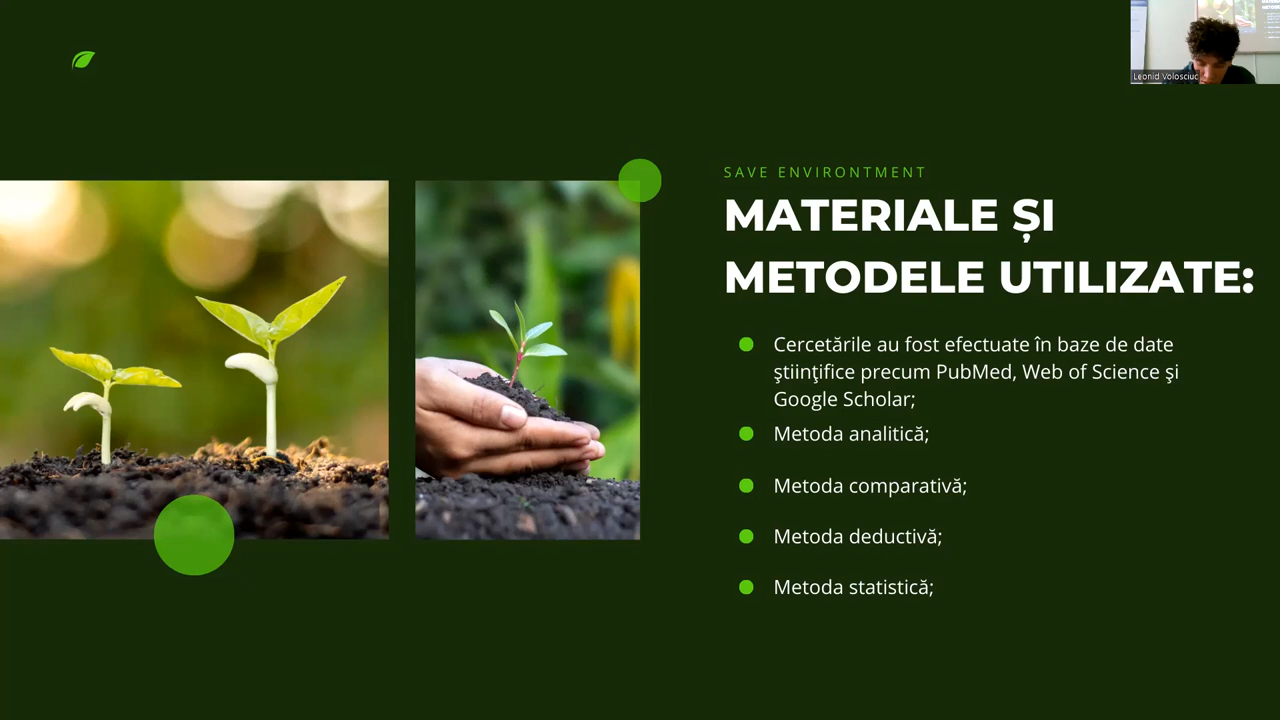 Leonid Volosciuc
SAVE ENVIRONTMENT
MATERIALE ȘI
METODELE UTILIZATE:
Cercetările au fost efectuate în baze de date
ştiinţifice precum PubMed, Web of Science şi
Google Scholar;
Metoda analitică;
Metoda comparativă;
Metoda deductivă;
Metoda statistică;